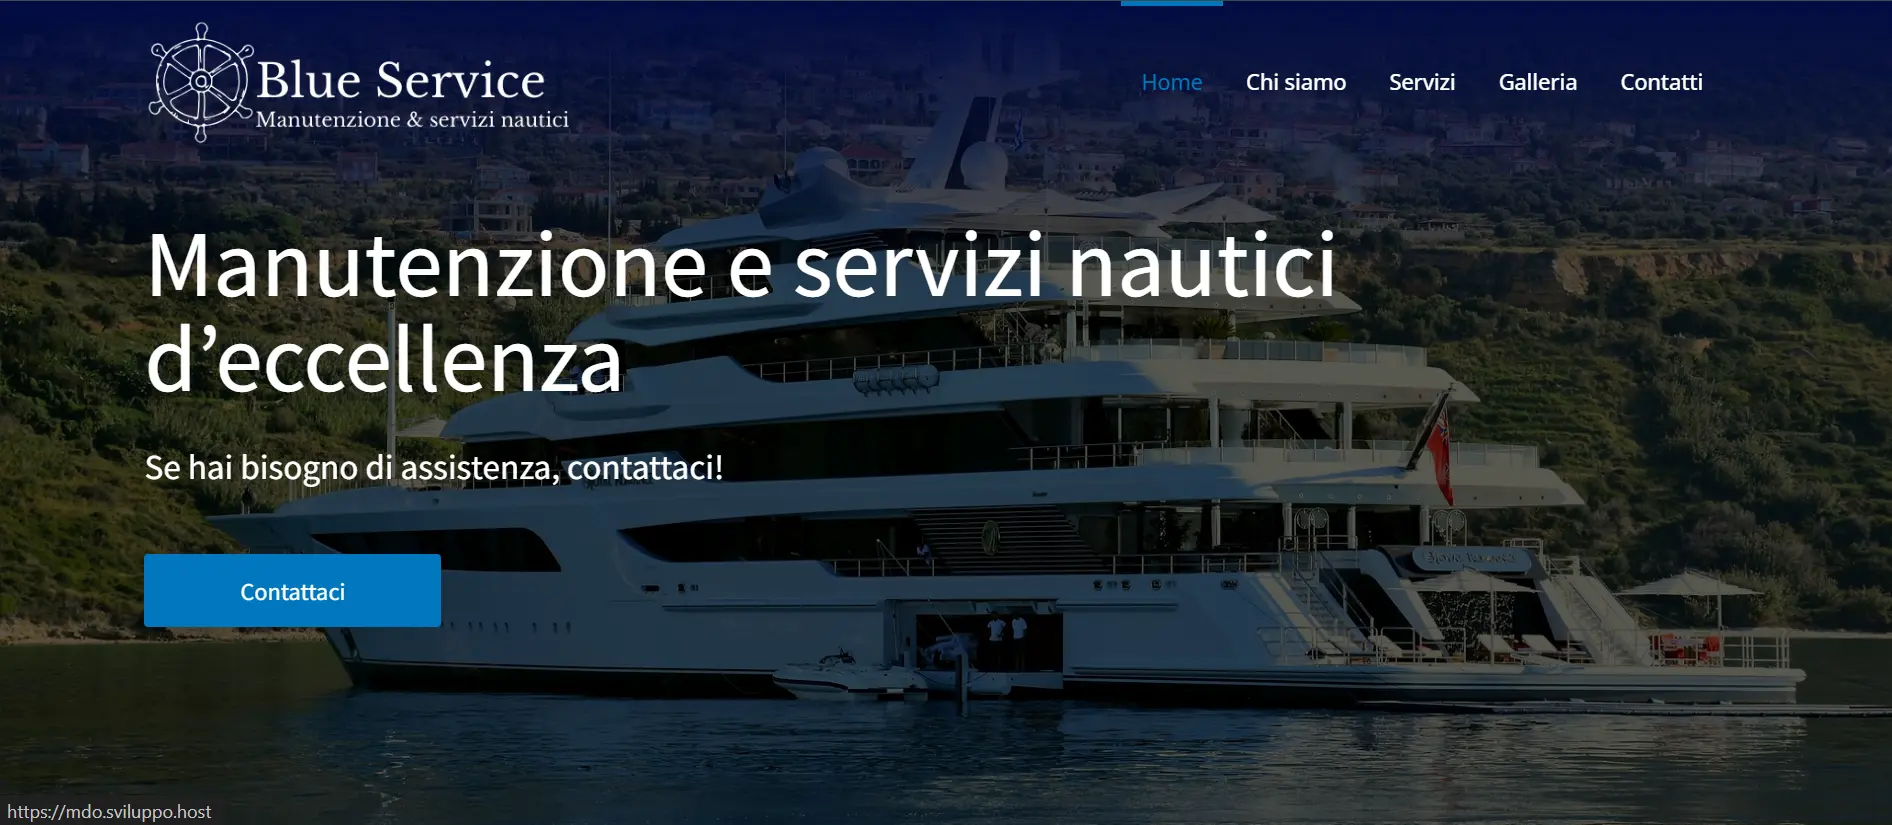 Blue Service
Manutenzione & servizi nautici
Home
Chi siamo
Servizi
Galleria
Contatti
Manutenzione e servizi nautici
d’eccellenza
Se hai bisogno di assistenza, contattaci!
Contattaci
https://mdo.sviluppo.host